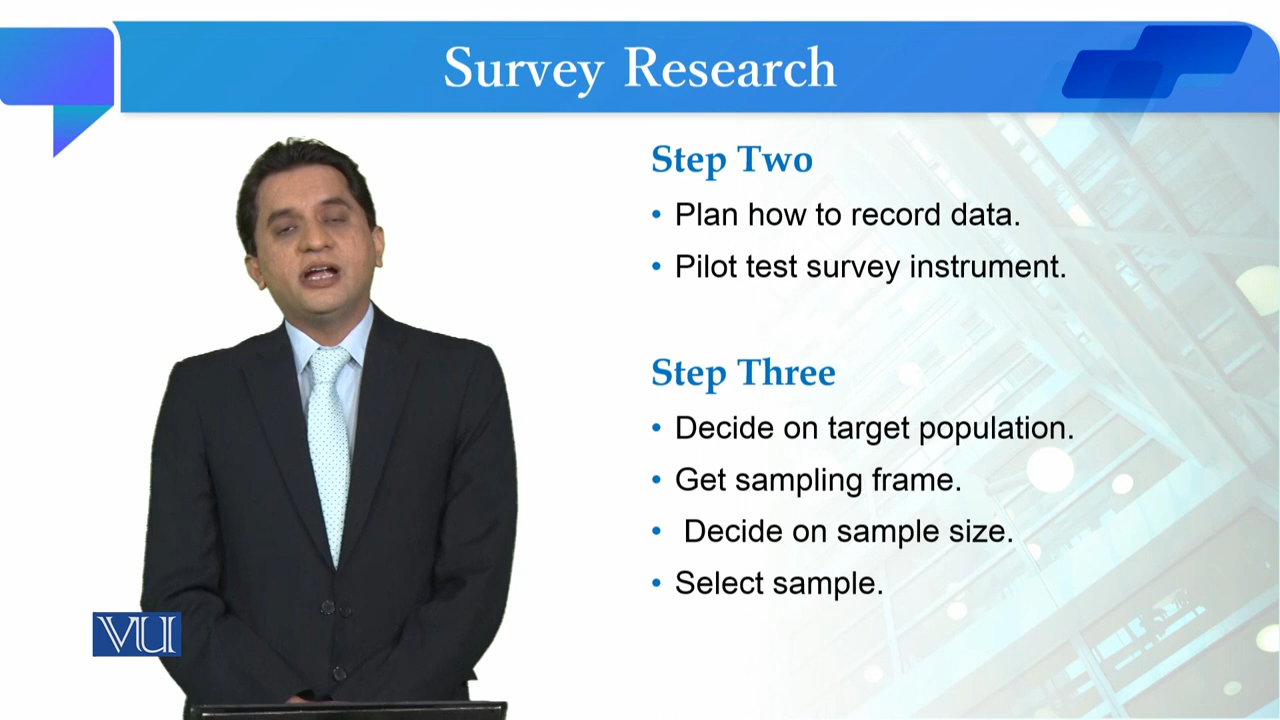 Survey Research
Step Two
• Plan how to record data.
• Pilot test survey instrument.
Step Three
• Decide on target population.
• Get sampling frame.
• Decide on sample size.
• Select sample.
VU